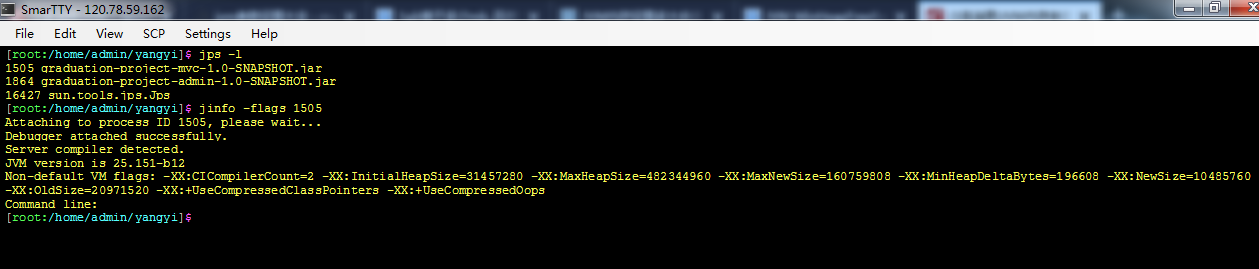 SmarTTY - 120.78.59.162
File Edit View SCP Settings Help
[root:/home/admin/yangyi]$ jps -l
1505 graduation-project-mvc-1.0-SNAPSHOT.jar
1864 graduation-project-admin-1.0-SNAPSHOT.jar
16427 sun.tools.jps.Jps
[root:/home/admin/yangyi]$ jinfo -flags 1505
Attaching to process ID 1505, please wait...
Debugger attached successfully.
Server compiler detected.
JVM version is 25.151-b12
Non-default VM flags: -XX:CICompilerCount=2 -XX:InitialHeapSize=31457280 -XX:MaxHeapSize=482344960 -XX:MaxNewSize=160759808 -XX:MinHeapDeltaBytes=196608 -XX:NewSize=10485760
-XX:OldSize=20971520 -XX:+UseCompressedClassPointers -XX:+UseCompressedOops
Command line:
[root:/home/admin/yangyi]$